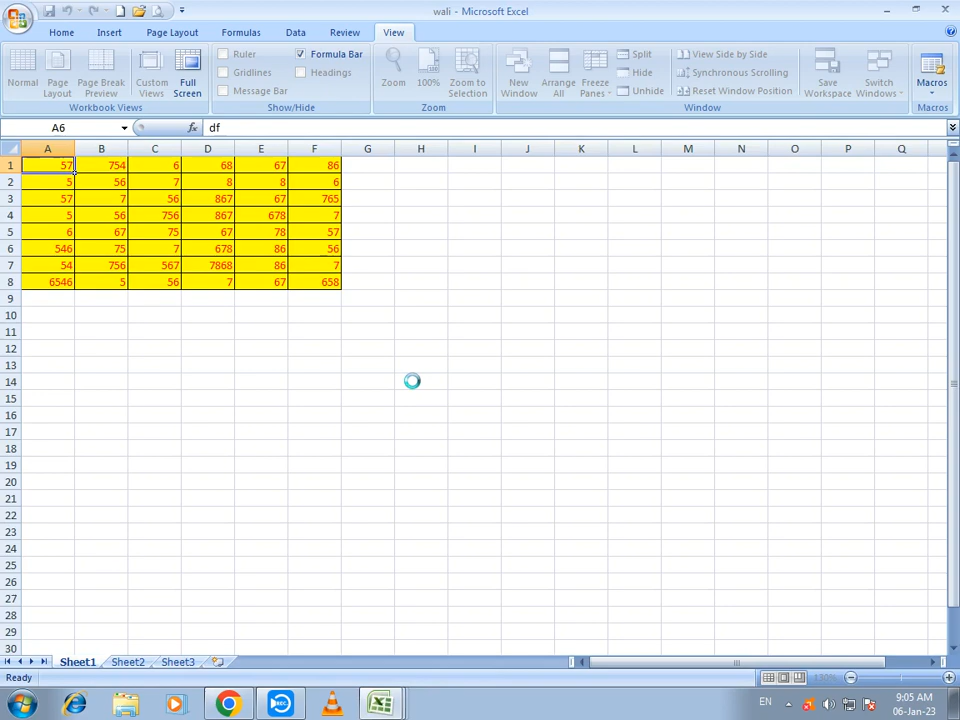 wali - Microsoft Excel
Home Insert Page Layout Formulas Data Review View
Normal Page Layout Page Break Preview Custom Views Full Screen
Workbook Views
Ruler Formula Bar
Gridlines Headings
Message Bar
Show/Hide
Zoom 100% Zoom to Selection
Zoom
New Window Arrange All Freeze Panes
Split View Side by Side
Hide Synchronous Scrolling
Unhide Reset Window Position
Save Workspace Switch Windows
Window
Macros
Macros
A6 fx df
A B C D E F G H I J K L M N O P Q
1 57 754 6 68 67 86
2 5 56 7 8 8 6
3 57 7 56 867 67 765
4 5 56 756 867 678 7
5 6 67 75 67 78 57
6 546 75 7 678 86 56
7 54 756 567 7868 86 7
8 6546 5 56 7 67 658
9
10
11
12
13
14
15
16
17
18
19
20
21
22
23
24
25
26
27
28
29
30
Sheet1 Sheet2 Sheet3
Ready 130%
REC
EN
9:05 AM
06-Jan-23